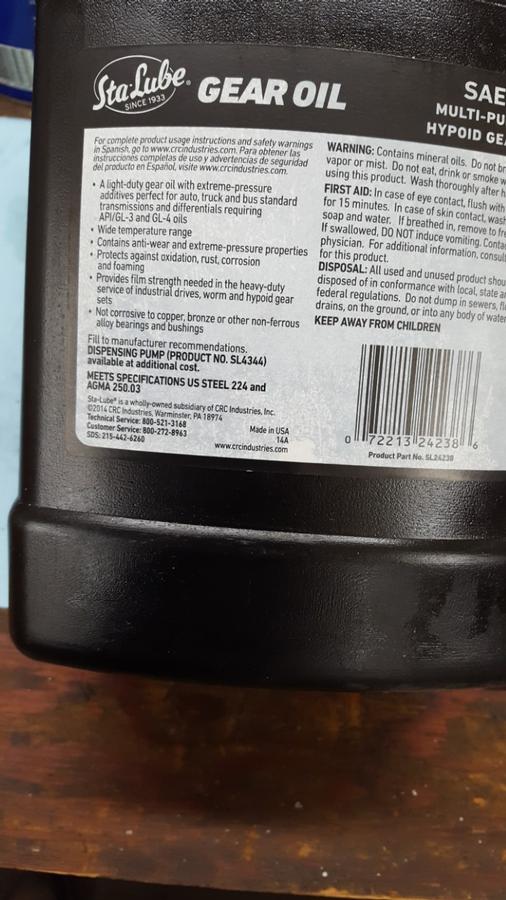 Sta-Lube®
SINCE 1933
GEAR OIL
SAE
MULTI-PU
HYPOID GE
For complete product usage instructions and safety warnings
in Spanish, go to www.crcindustries.com. Para obtener las
instrucciones completas de uso y advertencias de seguridad
del producto en Español, visite www.crcindustries.com.
• A light-duty gear oil with extreme-pressure
additives perfect for auto, truck and bus standard
transmissions and differentials requiring
API/GL-3 and GL-4 oils
• Wide temperature range
• Contains anti-wear and extreme-pressure properties
• Protects against oxidation, rust, corrosion
and foaming
• Provides film strength needed in the heavy-duty
service of industrial drives, worm and hypoid gear
sets
• Not corrosive to copper, bronze or other non-ferrous
alloy bearings and bushings
Fill to manufacturer recommendations.
DISPENSING PUMP (PRODUCT NO. SL4344)
available at additional cost.
MEETS SPECIFICATIONS US STEEL 224 and
AGMA 250.03
Sta-Lube® is a wholly-owned subsidiary of CRC Industries, Inc.
©2014 CRC Industries, Warminster, PA 18974
Technical Service: 800-521-3168
Customer Service: 800-272-8963
SDS: 215-442-6260
Made in USA
14A
www.crcindustries.com
WARNING: Contains mineral oils. Do not br
vapor or mist. Do not eat, drink or smoke w
using this product. Wash thoroughly after h
FIRST AID: In case of eye contact, flush with
for 15 minutes. In case of skin contact, wash
soap and water. If breathed in, remove to fre
If swallowed, DO NOT induce vomiting. Conta
physician. For additional information, consul
for this product.
DISPOSAL: All used and unused product shou
disposed of in conformance with local, state a
federal regulations. Do not dump in sewers, fl
drains, on the ground, or into any body of water
KEEP AWAY FROM CHILDREN
0 72213 24238 6
Product Part No. SL24238